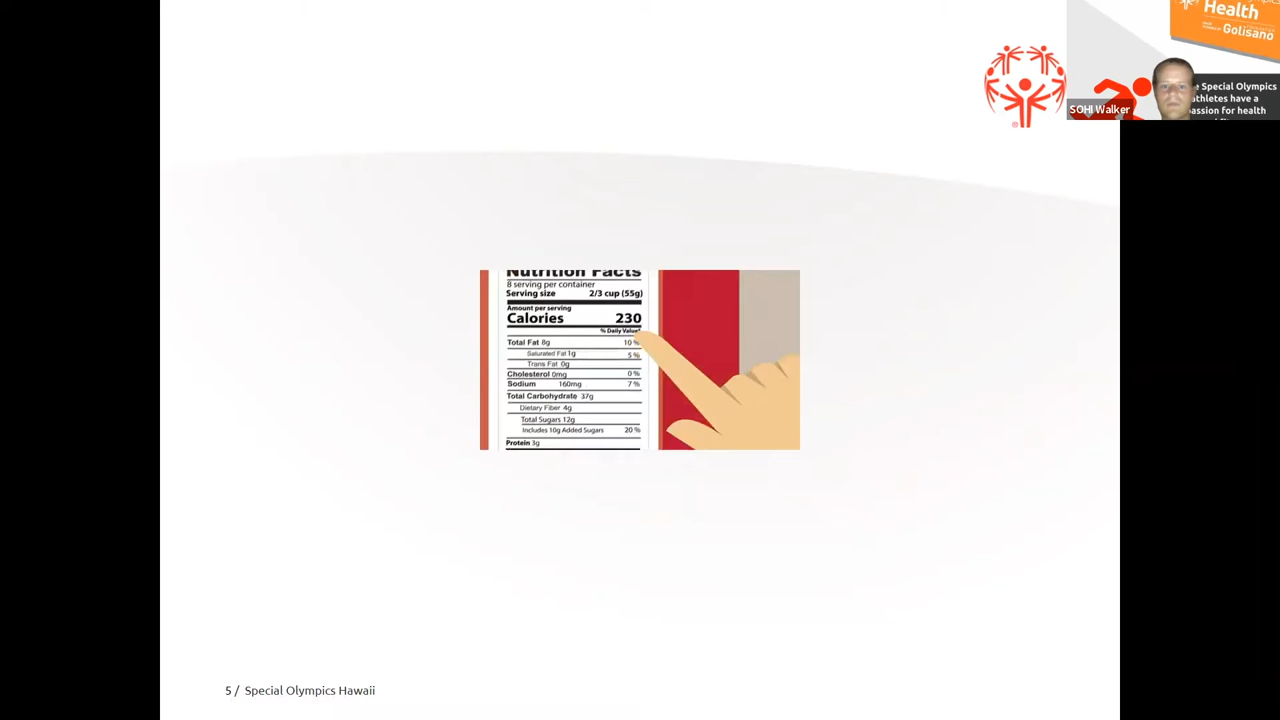 Health
Golisano
SOHI Walker
Special Olympics
athletes have a
passion for health
Nutrition Facts
8 serving per container
Serving size 2/3 cup (55g)
Amount per serving
Calories 230
% Daily Value*
Total Fat 8g 10 %
Saturated Fat 1g 5 %
Trans Fat 0g
Cholesterol 0mg 0 %
Sodium 160mg 7 %
Total Carbohydrate 37g
Dietary Fiber 4g
Total Sugars 12g
Includes 10g Added Sugars 20 %
Protein 3g
5 / Special Olympics Hawaii